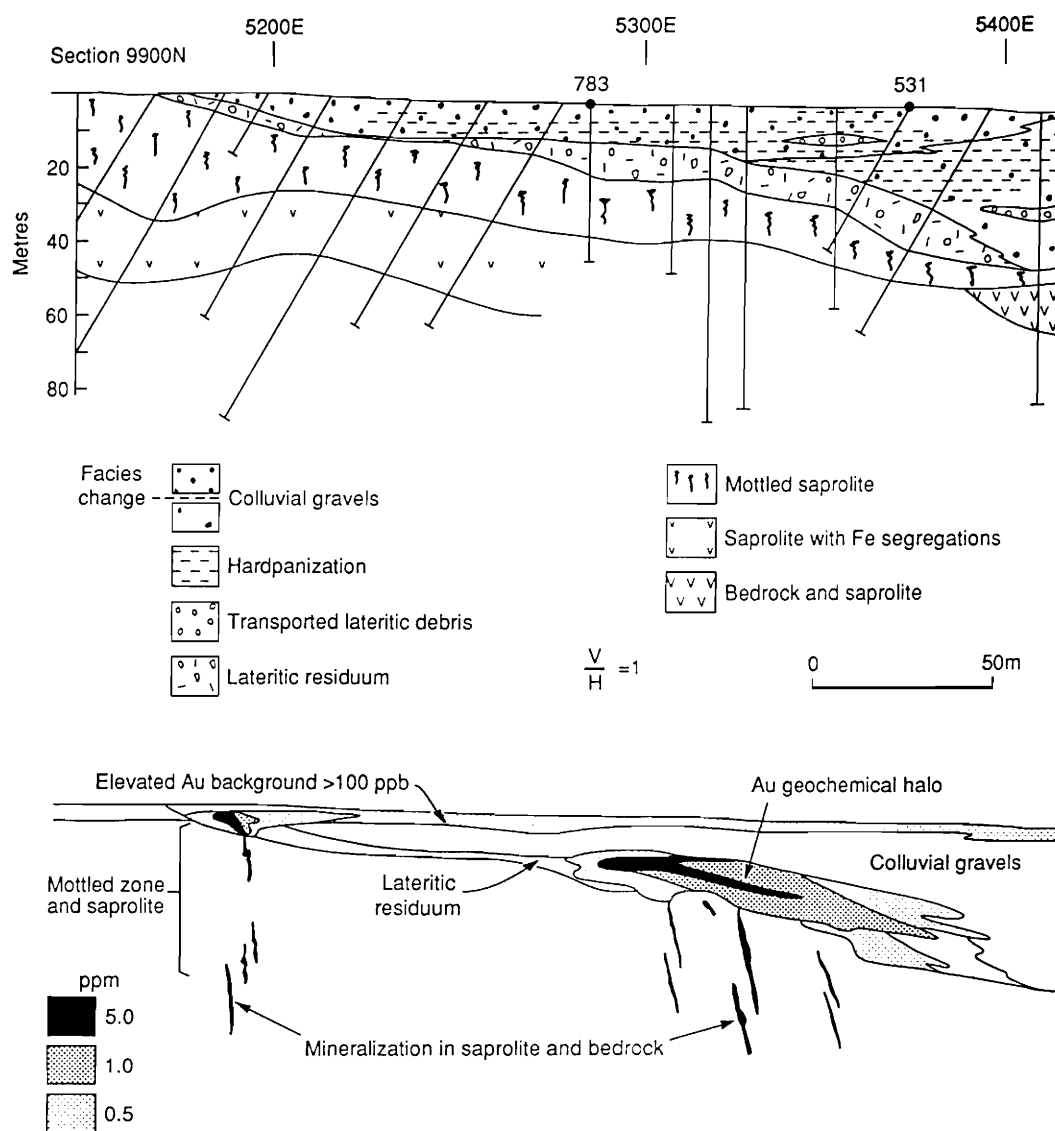 5200E
5300E
5400E
Section 9900N
783
531
20
40
60
80
Metres
Facies
change
Colluvial gravels
Hardpanization
Transported lateritic debris
Lateritic residuum
Mottled saprolite
Saprolite with Fe segregations
Bedrock and saprolite
V
H
=1
0
50m
Elevated Au background >100 ppb
Au geochemical halo
Colluvial gravels
Mottled zone
and saprolite
Lateritic
residuum
ppm
5.0
1.0
0.5
Mineralization in saprolite and bedrock